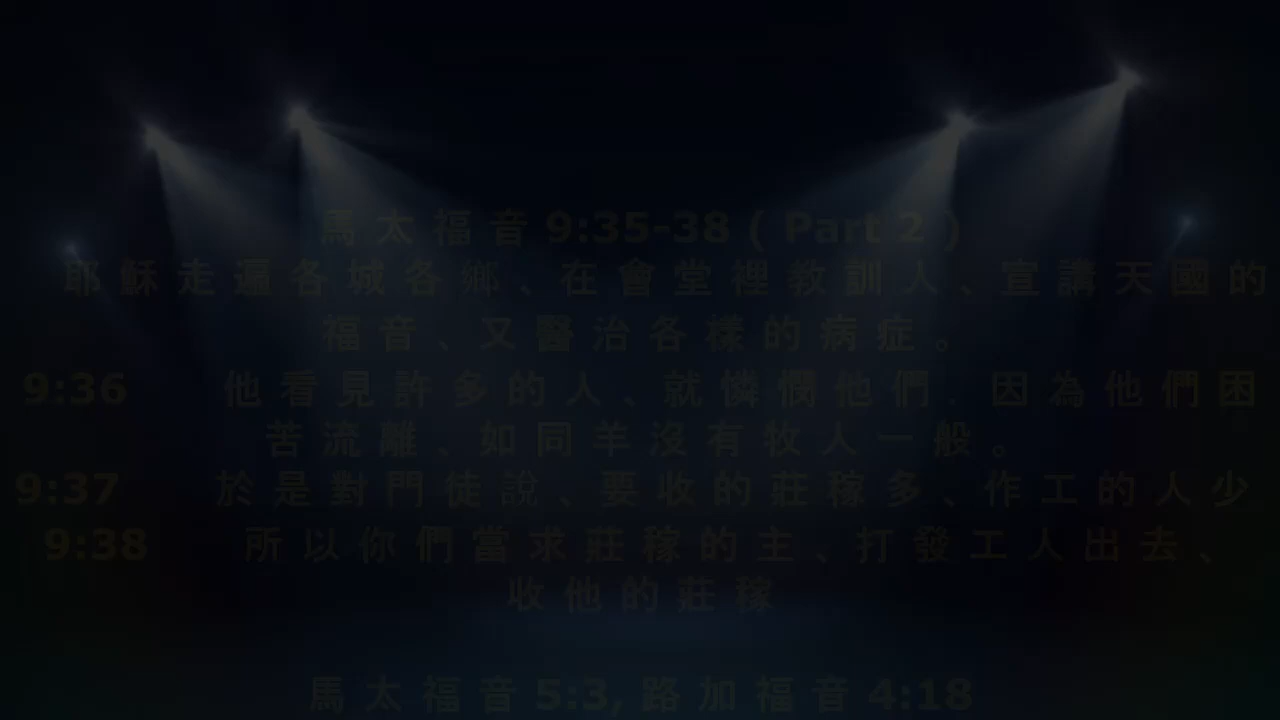 馬太福音9:35-38 ( Part 2 )
耶穌走遍各城各鄉、在會堂裡教訓人、宣講天國的
福音、又醫治各樣的病症。
9:36 他看見許多的人、就憐憫他們．因為他們困
苦流離、如同羊沒有牧人一般。
9:37 於是對門徒說、要收的莊稼多、作工的人少
9:38 所以你們當求莊稼的主、打發工人出去、
收他的莊稼
馬太福音5:3, 路加福音4:18